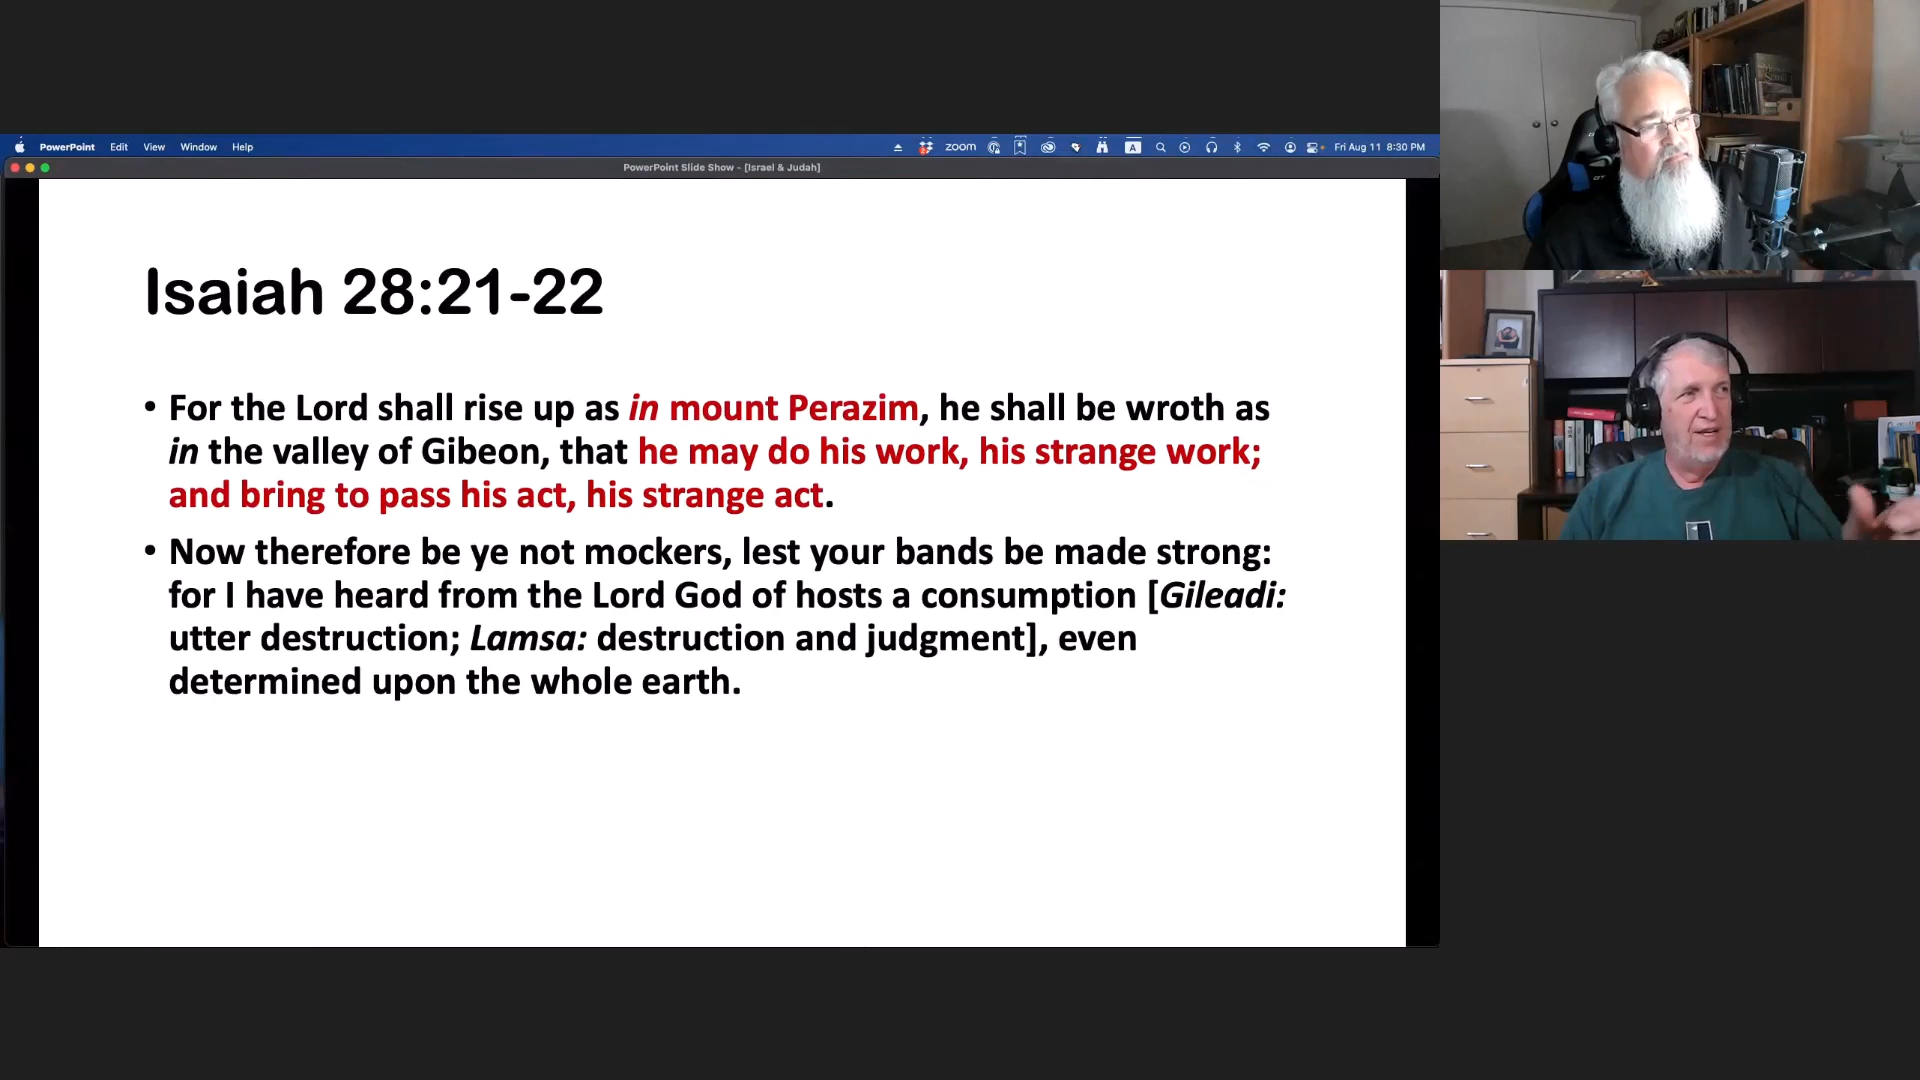 PowerPoint Edit View Window Help
zoom A Fri Aug 11 8:30 PM
PowerPoint Slide Show - [Israel & Judah]
Isaiah 28:21-22
• For the Lord shall rise up as in mount Perazim, he shall be wroth as
in the valley of Gibeon, that he may do his work, his strange work;
and bring to pass his act, his strange act.
• Now therefore be ye not mockers, lest your bands be made strong:
for I have heard from the Lord God of hosts a consumption [Gileadi:
utter destruction; Lamsa: destruction and judgment], even
determined upon the whole earth.